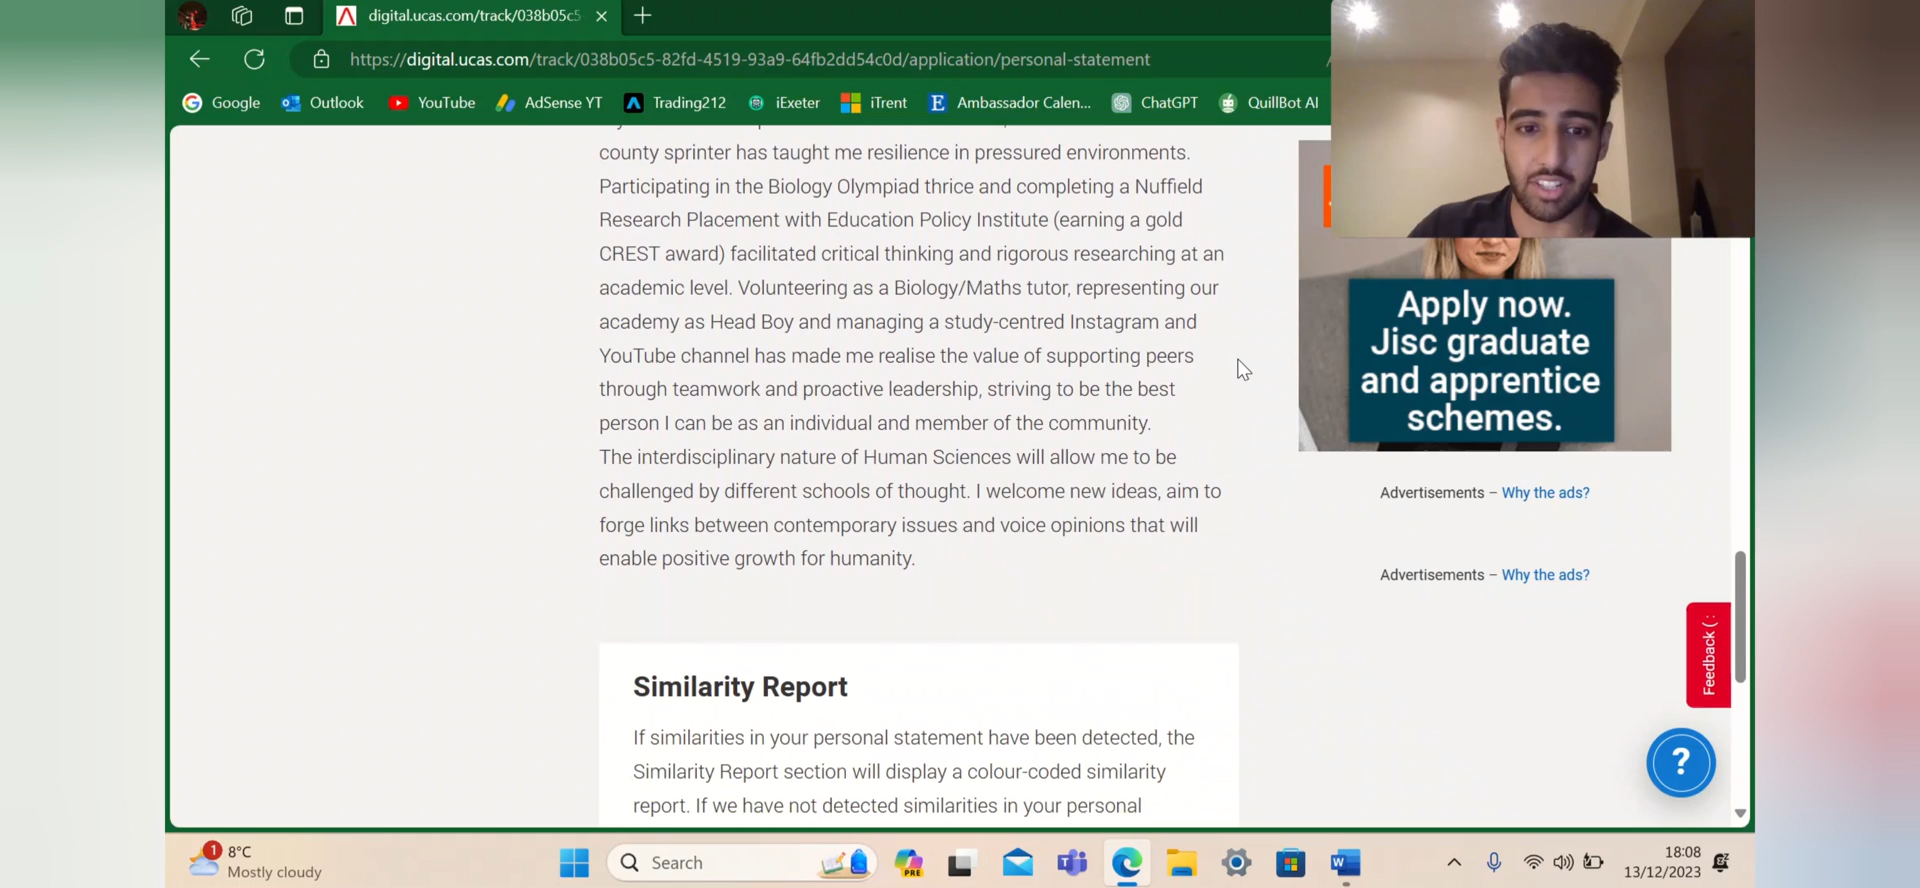 digital.ucas.com/track/038b05c5
https://digital.ucas.com/track/038b05c5-82fd-4519-93a9-64fb2dd54c0d/application/personal-statement
Google
Outlook
YouTube
AdSense YT
Trading212
iExeter
iTrent
Ambassador Calen...
ChatGPT
QuillBot AI
county sprinter has taught me resilience in pressured environments.
Participating in the Biology Olympiad thrice and completing a Nuffield
Research Placement with Education Policy Institute (earning a gold
CREST award) facilitated critical thinking and rigorous researching at an
academic level. Volunteering as a Biology/Maths tutor, representing our
academy as Head Boy and managing a study-centred Instagram and
YouTube channel has made me realise the value of supporting peers
through teamwork and proactive leadership, striving to be the best
person I can be as an individual and member of the community.
The interdisciplinary nature of Human Sciences will allow me to be
challenged by different schools of thought. I welcome new ideas, aim to
forge links between contemporary issues and voice opinions that will
enable positive growth for humanity.
Apply now.
Jisc graduate
and apprentice
schemes.
Advertisements – Why the ads?
Advertisements – Why the ads?
Feedback (:
?
Similarity Report
If similarities in your personal statement have been detected, the
Similarity Report section will display a colour-coded similarity
report. If we have not detected similarities in your personal
1
8°C
Mostly cloudy
Search
PRE
W
18:08
13/12/2023